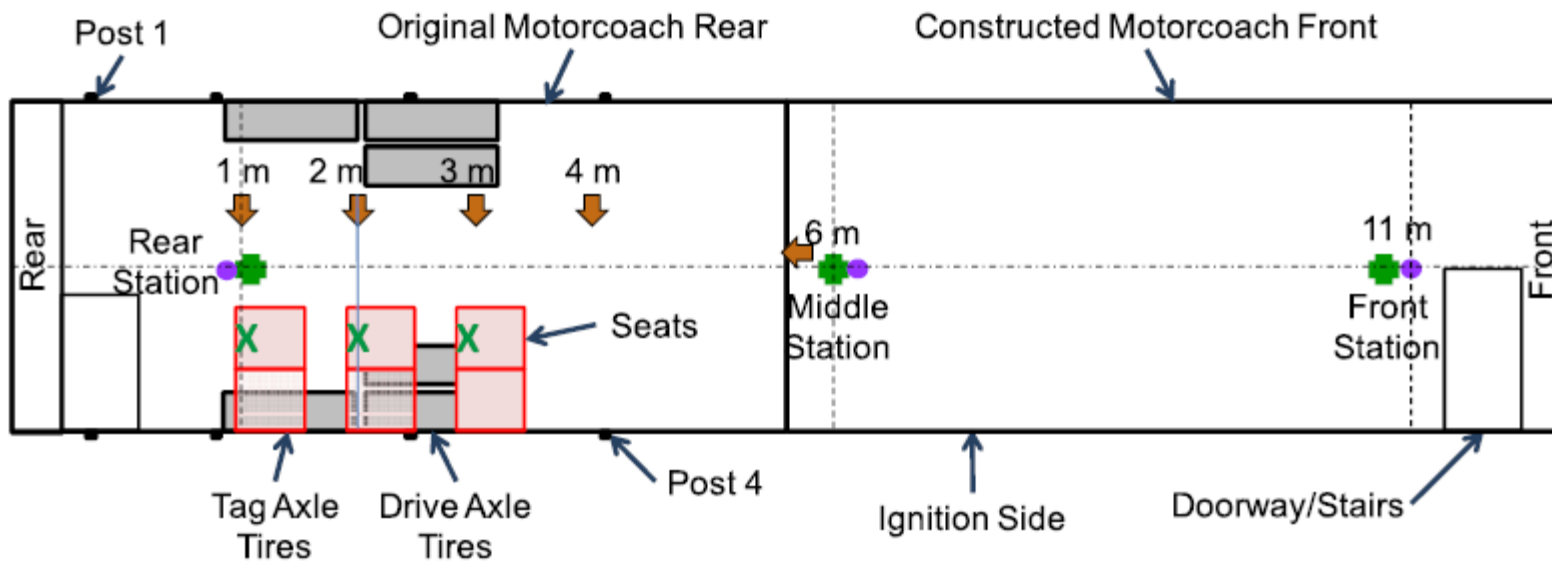 Post 1
Original Motorcoach Rear
Constructed Motorcoach Front
1 m
2 m
3 m
4 m
Rear
Rear
Station
6 m
11 m
Front
Middle
Station
Front
Station
X
X
X
Seats
Post 4
Tag Axle
Tires
Drive Axle
Tires
Ignition Side
Doorway/Stairs